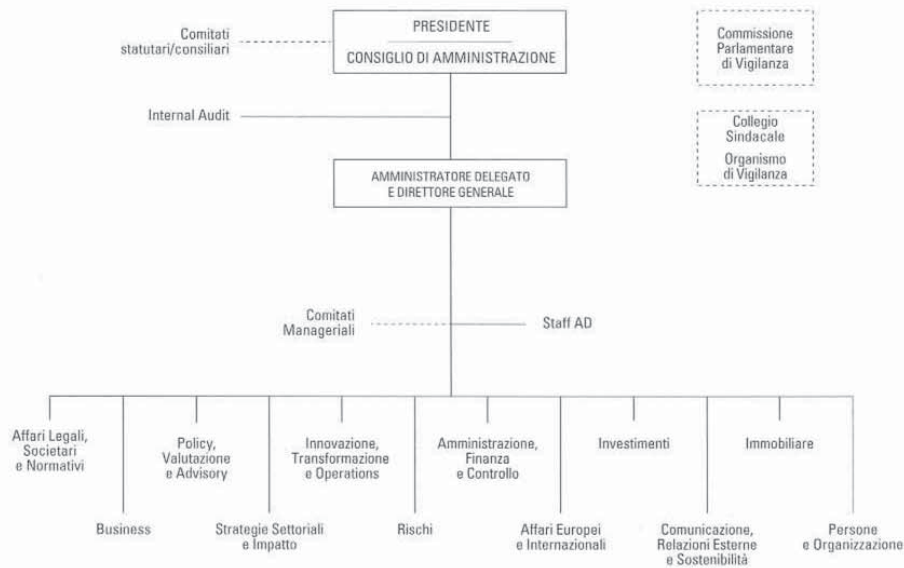 Comitati
statutari/consiliari
PRESIDENTE
CONSIGLIO DI AMMINISTRAZIONE
Commissione
Parlamentare
di Vigilanza
Internal Audit
Collegio
Sindacale
Organismo
di Vigilanza
AMMINISTRATORE DELEGATO
E DIRETTORE GENERALE
Comitati
Manageriali
Staff AD
Affari Legali,
Societari
e Normativi
Policy,
Valutazione
e Advisory
Innovazione,
Transformazione
e Operations
Amministrazione,
Finanza
e Controllo
Investimenti
Immobiliare
Business
Strategie Settoriali
e Impatto
Rischi
Affari Europei
e Internazionali
Comunicazione,
Relazioni Esterne
e Sostenibilità
Persone
e Organizzazione